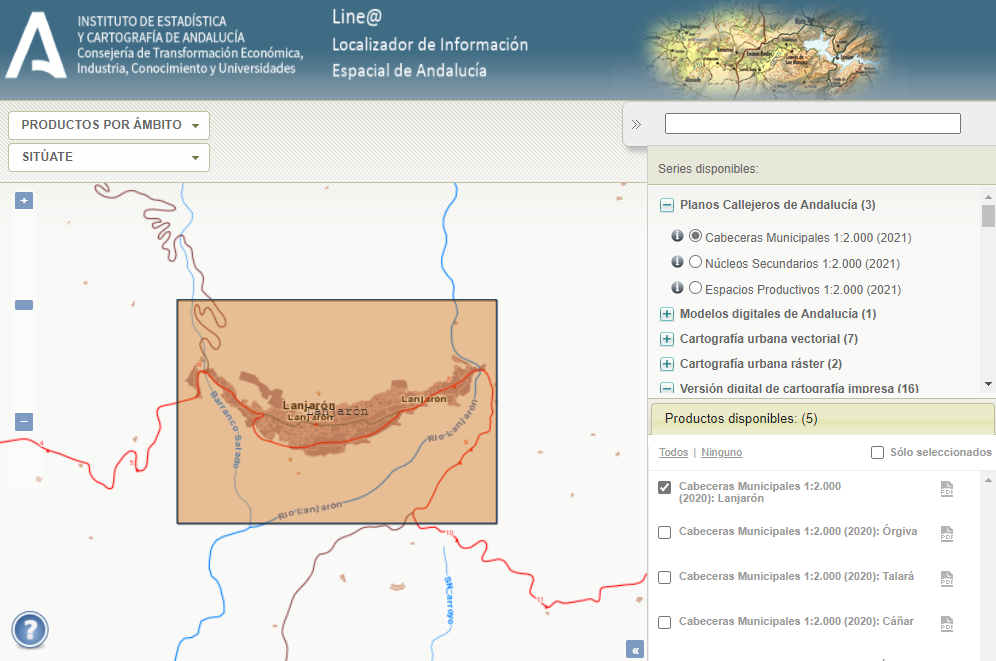 INSTITUTO DE ESTADÍSTICA
Y CARTOGRAFÍA DE ANDALUCÍA
Consejería de Transformación Económica,
Industria, Conocimiento y Universidades
Line@
Localizador de Información
Espacial de Andalucía
PRODUCTOS POR ÁMBITO
SITÚATE
Series disponibles:
Planos Callejeros de Andalucía (3)
Cabeceras Municipales 1:2.000 (2021)
Núcleos Secundarios 1:2.000 (2021)
Espacios Productivos 1:2.000 (2021)
Modelos digitales de Andalucía (1)
Cartografía urbana vectorial (7)
Cartografía urbana ráster (2)
Versión digital de cartografía impresa (16)
Productos disponibles: (5)
Todos | Ninguno
Sólo seleccionados
Cabeceras Municipales 1:2.000
(2020): Lanjarón
PDF
Cabeceras Municipales 1:2.000 (2020): Órgiva
PDF
Cabeceras Municipales 1:2.000 (2020): Talará
PDF
Cabeceras Municipales 1:2.000 (2020): Cáñar
PDF
Lanjarón
Lanjarón
Lanjarón
Lanjarón
Barranco-Salado
Río-Lanjarón
Río-Lanjarón
SN-arroyo
4
5
6
9
10
11